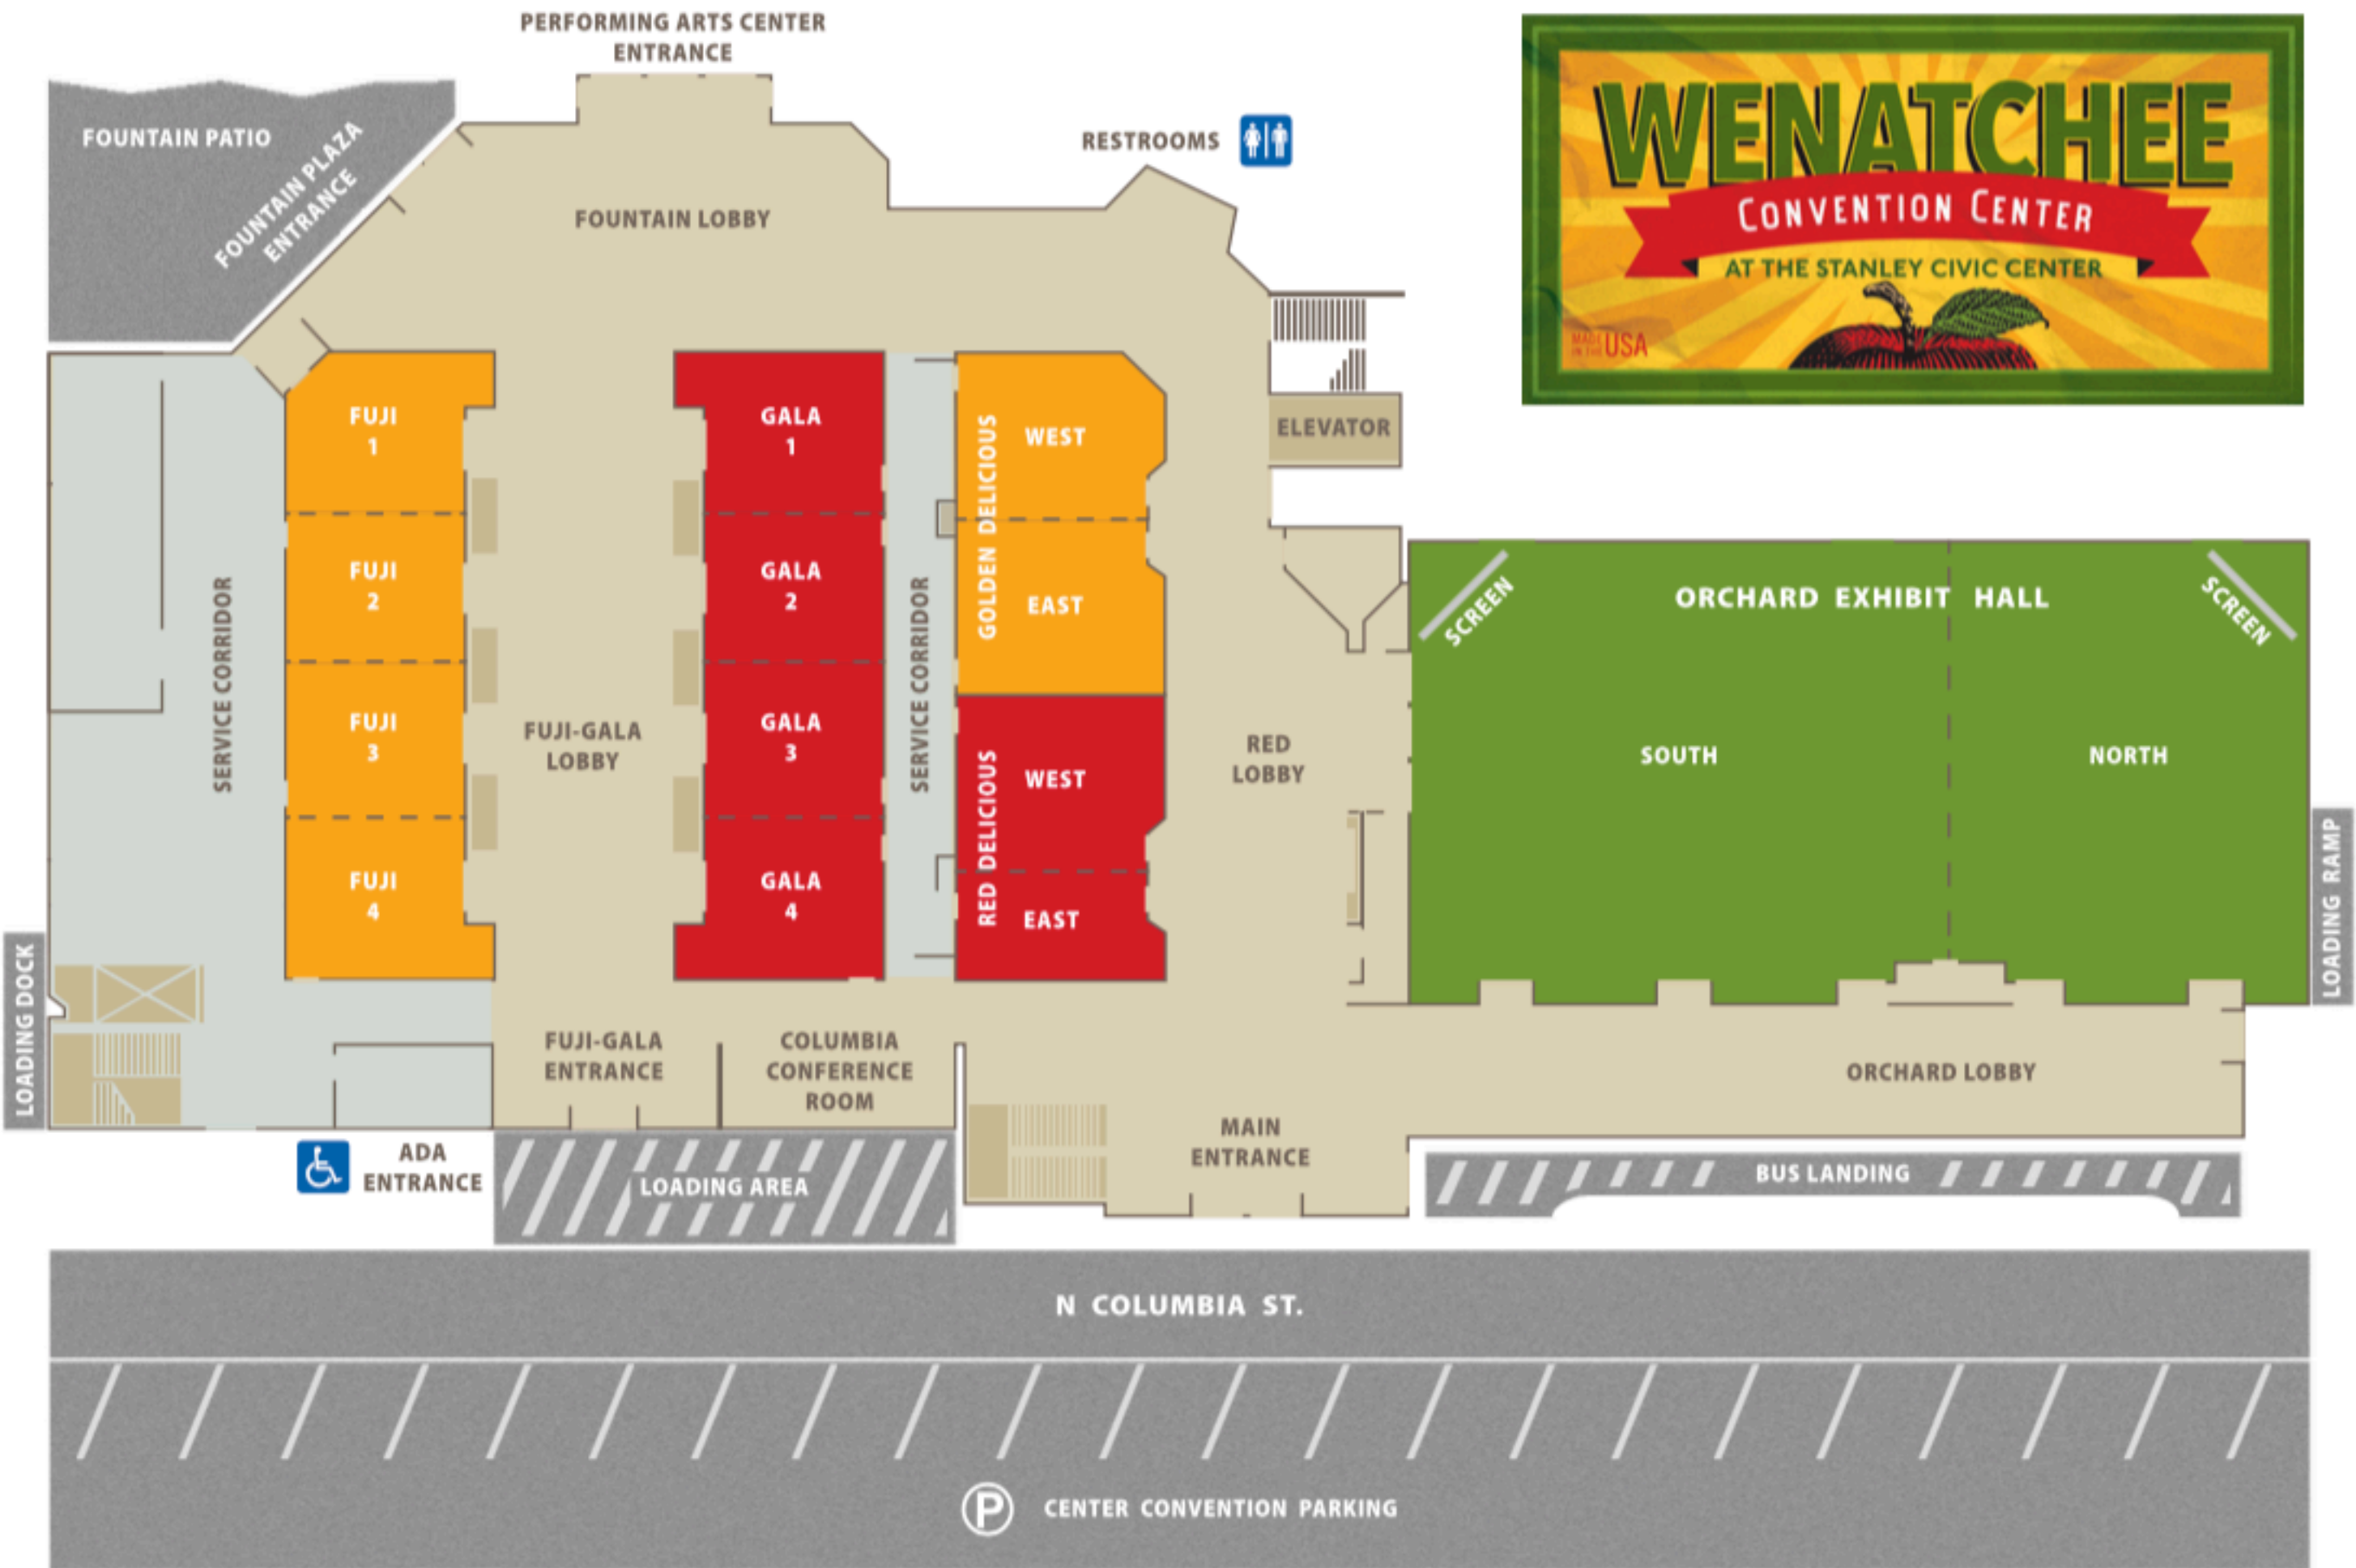 PERFORMING ARTS CENTER
ENTRANCE
FOUNTAIN PATIO
FOUNTAIN PLAZA
ENTRANCE
FOUNTAIN LOBBY
RESTROOMS
WENATCHEE
CONVENTION CENTER
AT THE STANLEY CIVIC CENTER
MADE
IN THE USA
ELEVATOR
SERVICE CORRIDOR
FUJI
1
FUJI
2
FUJI
3
FUJI
4
FUJI-GALA
LOBBY
GALA
1
GALA
2
GALA
3
GALA
4
SERVICE CORRIDOR
GOLDEN DELICIOUS
WEST
EAST
RED DELICIOUS
WEST
EAST
RED
LOBBY
SCREEN
ORCHARD EXHIBIT HALL
SCREEN
SOUTH
NORTH
LOADING RAMP
LOADING DOCK
FUJI-GALA
ENTRANCE
COLUMBIA
CONFERENCE
ROOM
ORCHARD LOBBY
MAIN
ENTRANCE
ADA
ENTRANCE
LOADING AREA
BUS LANDING
N COLUMBIA ST.
P CENTER CONVENTION PARKING